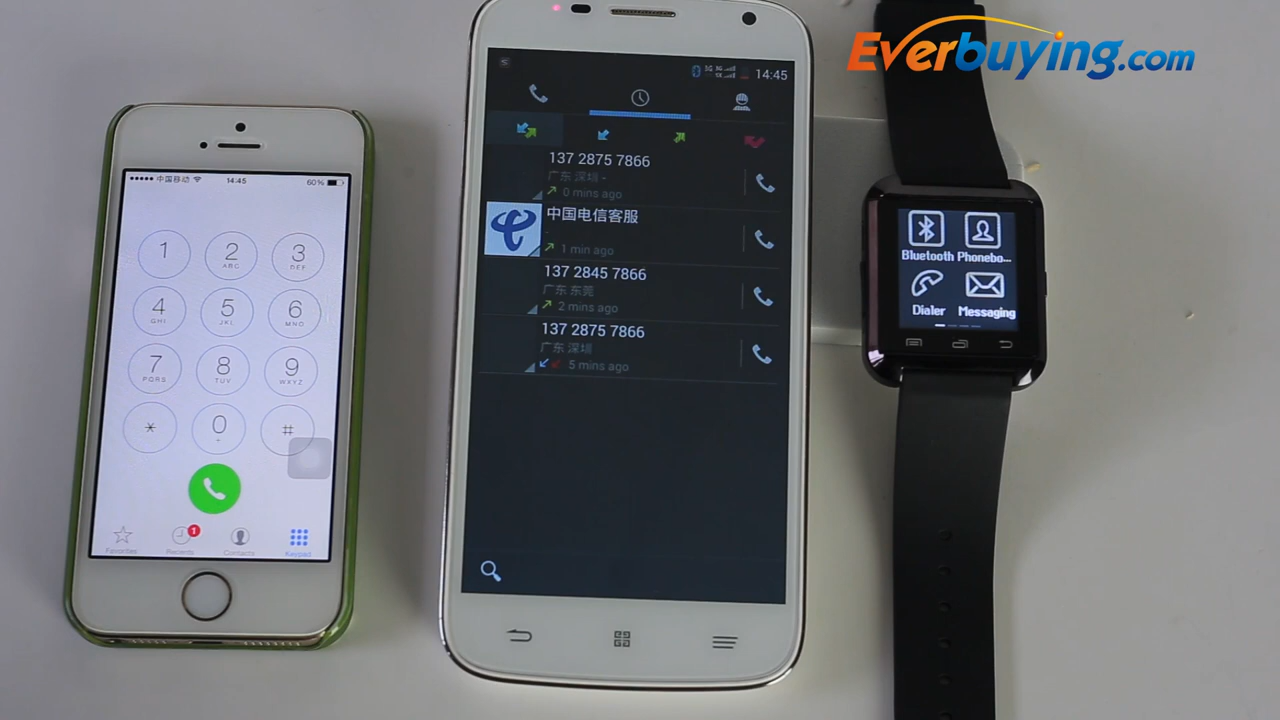 Everbuying.com
中国移动 14:45 60%
1
2
ABC
3
DEF
4
GHI
5
JKL
6
MNO
7
PQRS
8
TUV
9
WXYZ
*
0
+
#
1
Favorites
Recents
Contacts
Keypad
14:45
137 2875 7866
广东 深圳 -
0 mins ago
中国电信客服
1 min ago
137 2845 7866
广东 东莞
2 mins ago
137 2875 7866
广东 深圳
5 mins ago
Bluetooth Phonebo...
Dialer Messaging